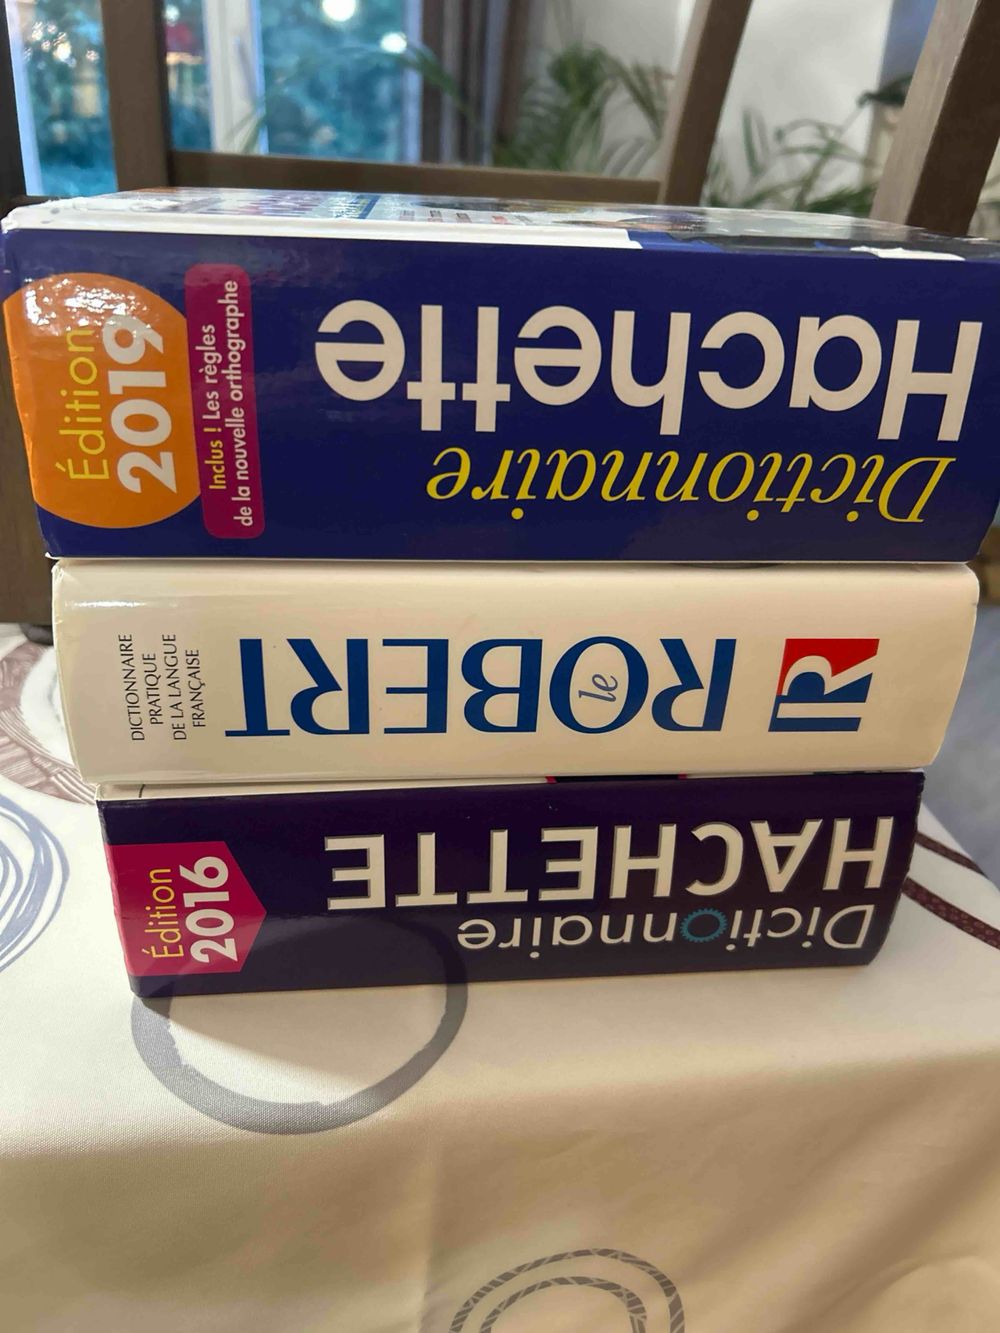 Dictionnaire
Hachette
Inclus ! Les règles
de la nouvelle orthographe
Édition
2019
R
le
ROBERT
DICTIONNAIRE
PRATIQUE
DE LA LANGUE
FRANÇAISE
Dictionnaire
HACHETTE
Édition
2016